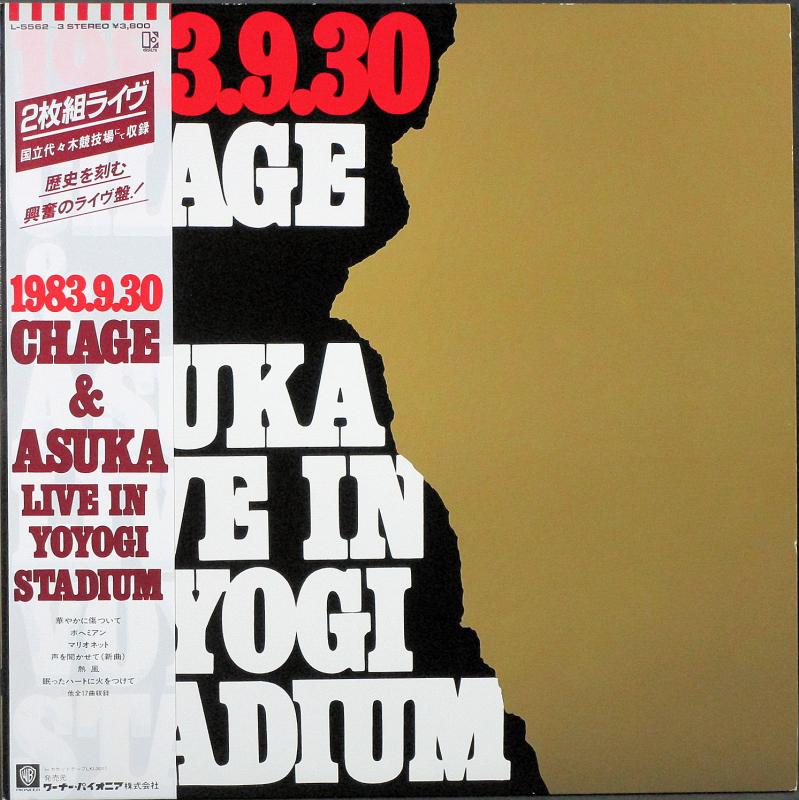 L-5562~3 STEREO ¥3,800
2枚組ライヴ
国立代々木競技場にて収録
歴史を刻む
興奮のライヴ盤!
1983.9.30
CHAGE
&
ASUKA
LIVE IN
YOYOGI
STADIUM
華やかに傷ついて
ボヘミアン
マリオネット
声を聞かせて(新曲)
熱風
眠ったハートに火をつけて
他全17曲収録
発売元
ワーナー・パイオニア株式会社
3.9.30
AGE
UKA
VE IN
YOGI
ADIUM